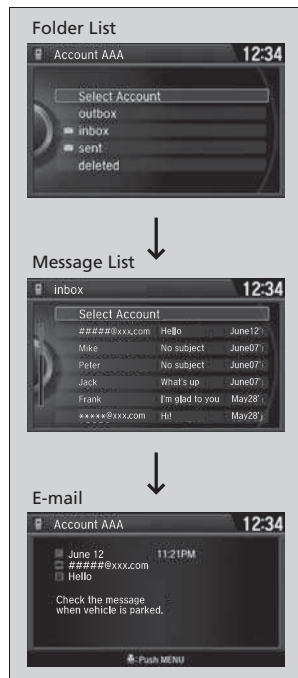 Folder List
Account AAA 12:34
Select Account
outbox
inbox
sent
deleted
Message List
inbox 12:34
Select Account
#####@xxx.com Hello June12'
Mike No subject June07'
Peter No subject June07'
Jack What's up June07'
Frank I'm glad to you May28'
*****@xxx.com Hi! May28'
E-mail
Account AAA 12:34
June 12 11:21PM
#####@xxx.com
Hello
Check the message
when vehicle is parked.
:Push MENU